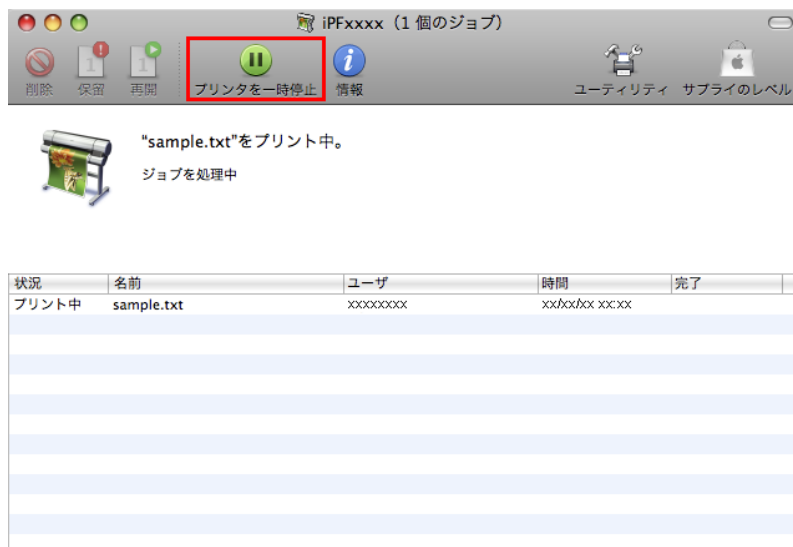 iPFxxxx（1 個のジョブ）
削除 保留 再開 プリンタを一時停止 情報 ユーティリティ サプライのレベル
“sample.txt”をプリント中。
ジョブを処理中
状況 名前 ユーザ 時間 完了
プリント中 sample.txt xxxxxxxx xx/xx/xx xx:xx